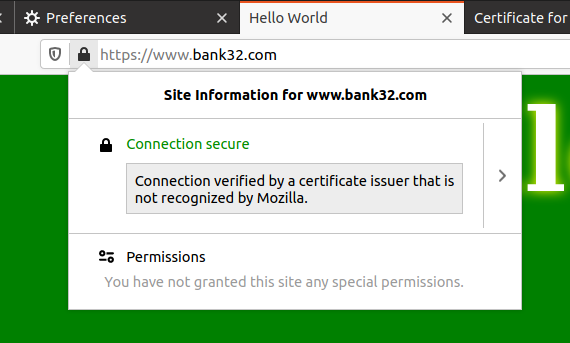 Preferences
Hello World
Certificate for
https://www.bank32.com
Site Information for www.bank32.com
Connection secure
Connection verified by a certificate issuer that is
not recognized by Mozilla.
Permissions
You have not granted this site any special permissions.